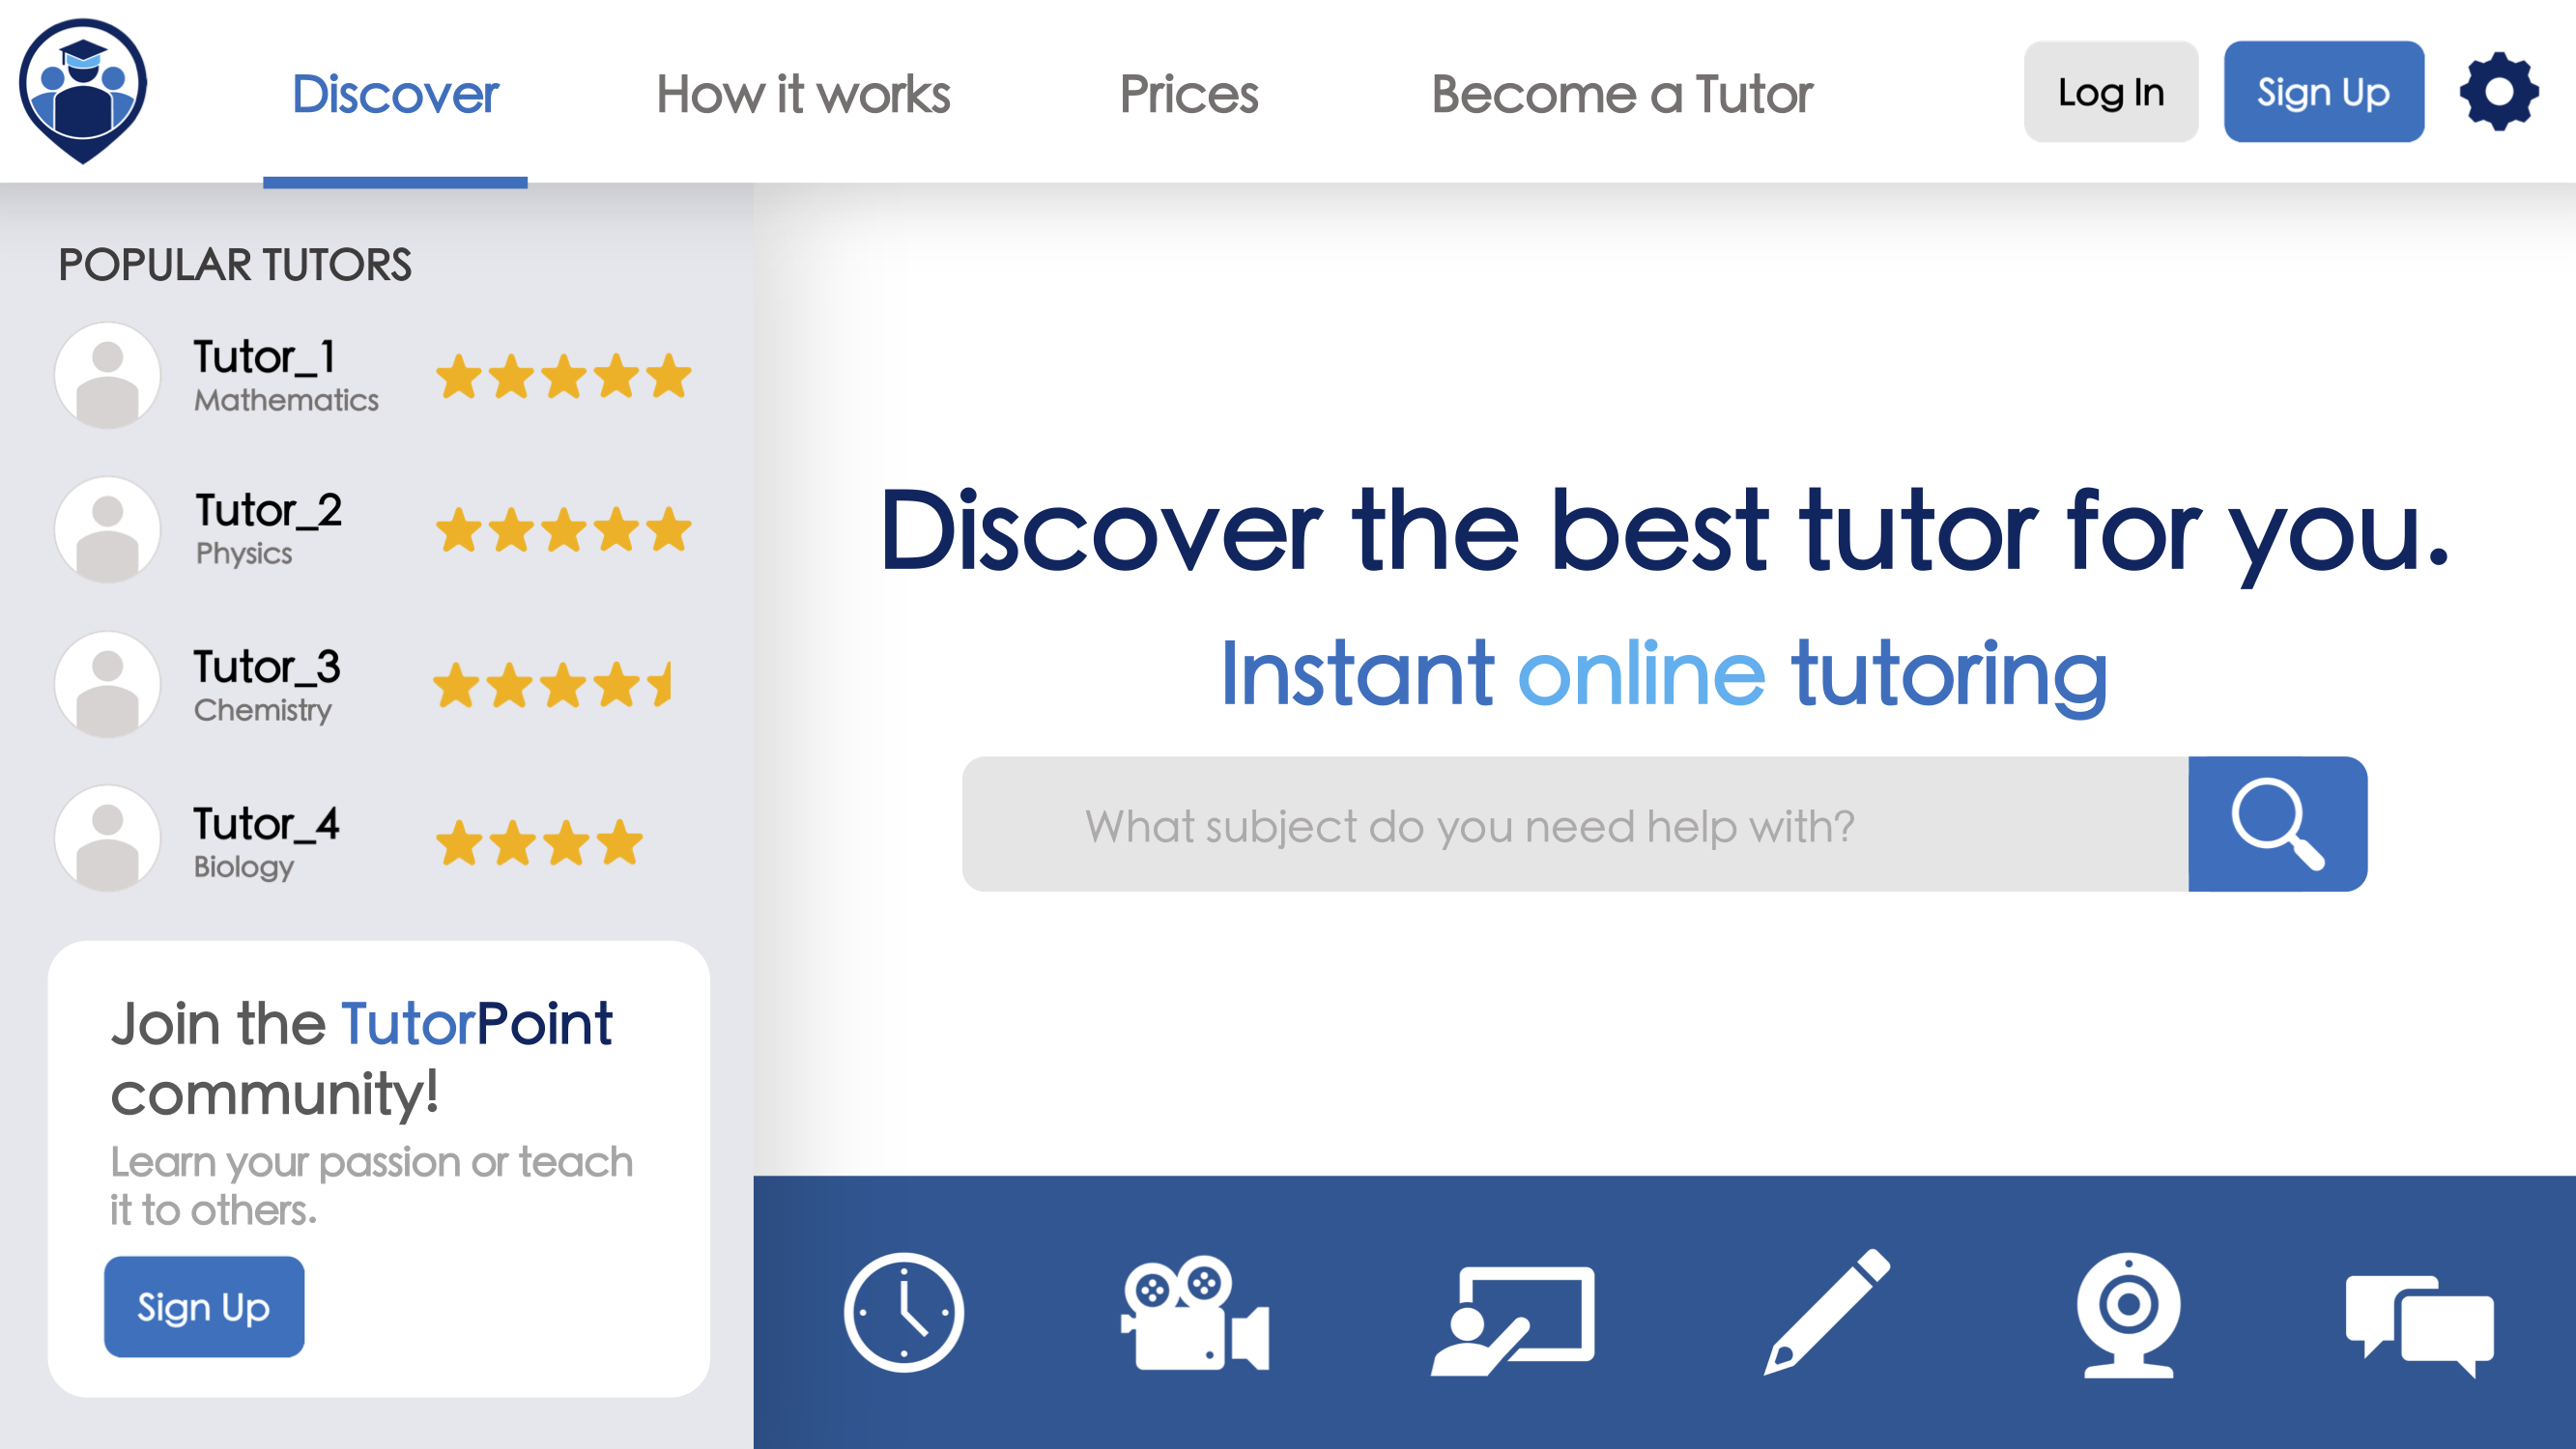 Discover
How it works
Prices
Become a Tutor
Log In
Sign Up
POPULAR TUTORS
Tutor_1
Mathematics
Tutor_2
Physics
Tutor_3
Chemistry
Tutor_4
Biology
Join the TutorPoint
community!
Learn your passion or teach
it to others.
Sign Up
Discover the best tutor for you.
Instant online tutoring
What subject do you need help with?